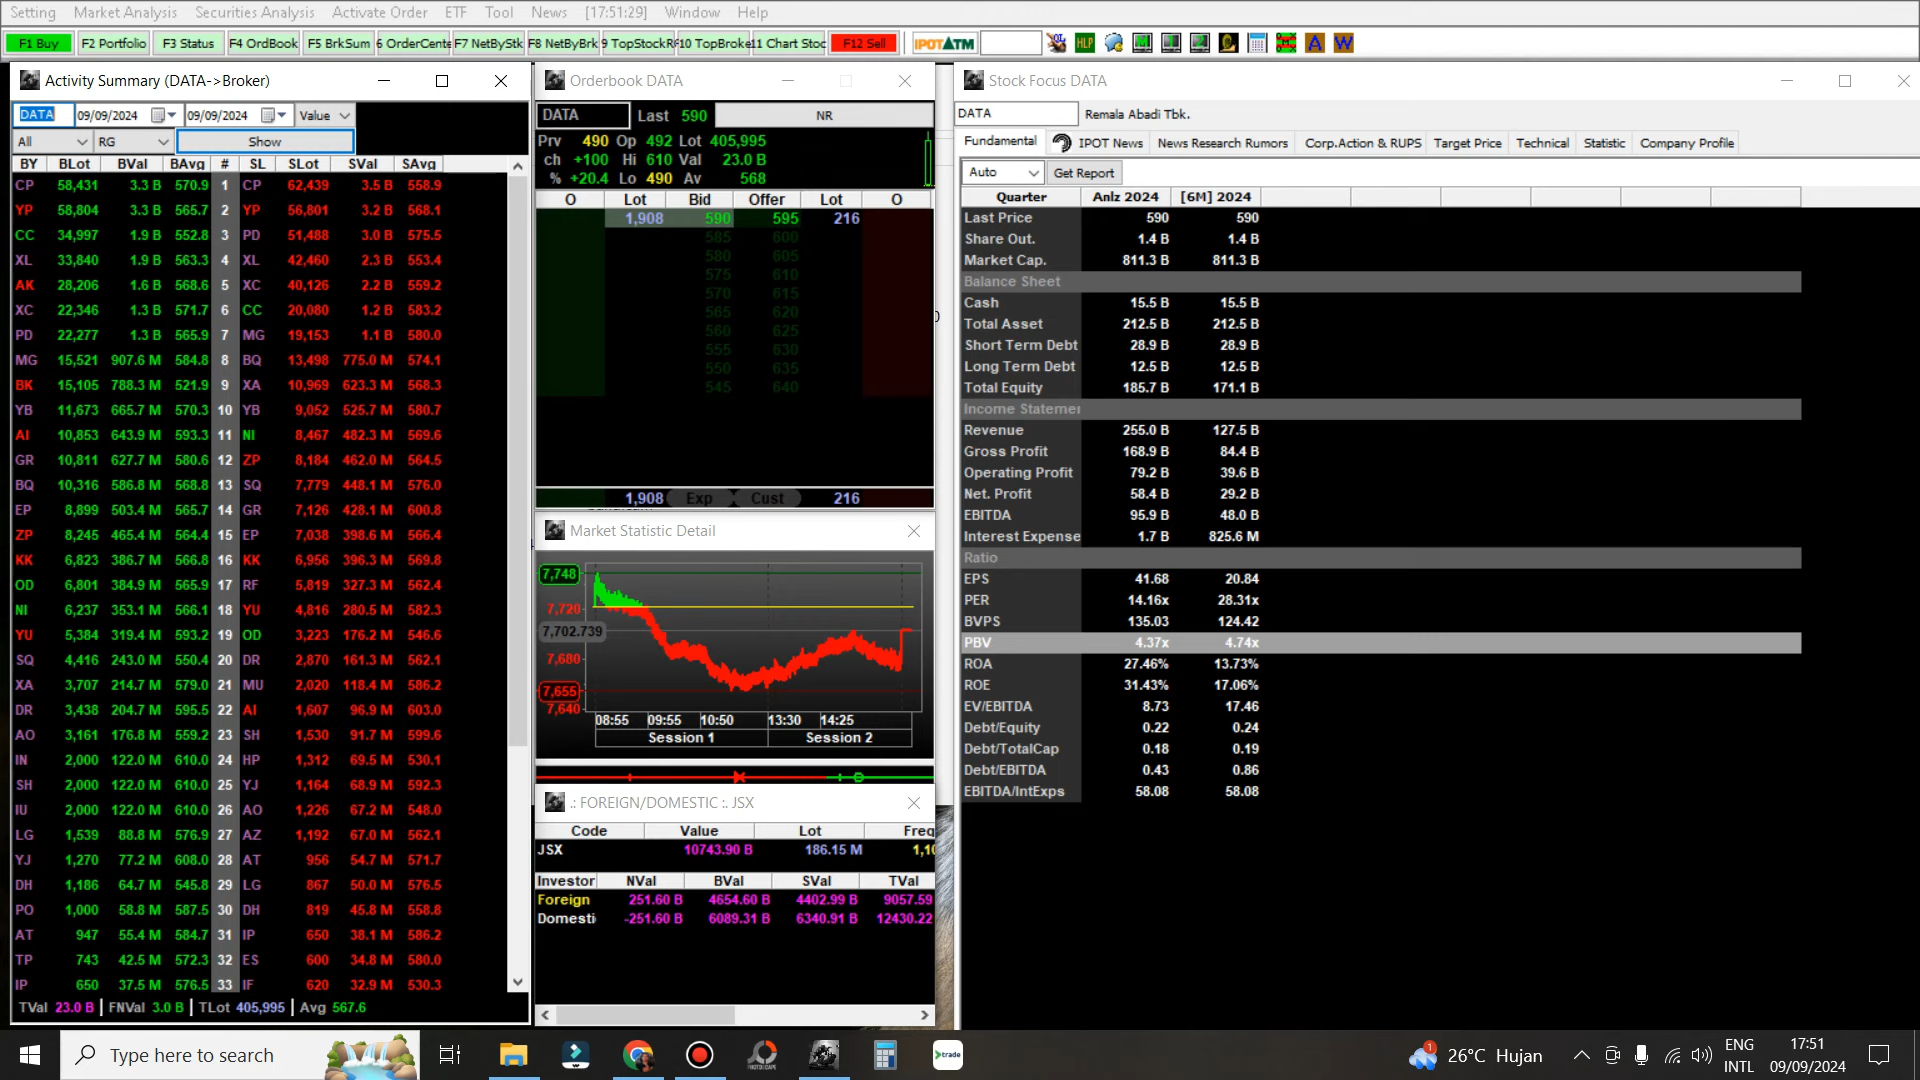 Setting Market Analysis Securities Analysis Activate Order ETF Tool News [17:51:29] Window Help
F1 Buy F2 Portfolio F3 Status F4 OrdBook F5 BrkSum 6 OrderCente F7 NetByStk F8 NetByBrk 9 TopStockR 10 TopBroke 11 Chart Stoc F12 Sell IPOTATM HLP A W
Activity Summary (DATA->Broker)
DATA 09/09/2024 09/09/2024 Value
All RG Show
BY BLot BVal BAvg # SL SLot SVal SAvg
CP 58,431 3.3 B 570.9 1 CP 62,439 3.5 B 558.9
YP 58,804 3.3 B 565.7 2 YP 56,801 3.2 B 568.1
CC 34,997 1.9 B 552.8 3 PD 51,488 3.0 B 575.5
XL 33,840 1.9 B 563.3 4 XL 42,460 2.3 B 553.4
AK 28,206 1.6 B 568.6 5 XC 40,126 2.2 B 559.2
XC 22,346 1.3 B 571.7 6 CC 20,080 1.2 B 583.2
PD 22,277 1.3 B 565.9 7 MG 19,153 1.1 B 580.0
MG 15,521 907.6 M 584.8 8 BQ 13,498 775.0 M 574.1
BK 15,105 788.3 M 521.9 9 XA 10,969 623.3 M 568.3
YB 11,673 665.7 M 570.3 10 YB 9,052 525.7 M 580.7
AI 10,853 643.9 M 593.3 11 NI 8,467 482.3 M 569.6
GR 10,811 627.7 M 580.6 12 ZP 8,184 462.0 M 564.5
BQ 10,316 586.8 M 568.8 13 SQ 7,779 448.1 M 576.0
EP 8,899 503.4 M 565.7 14 GR 7,126 428.1 M 600.8
ZP 8,245 465.4 M 564.4 15 EP 7,038 398.6 M 566.4
KK 6,823 386.7 M 566.8 16 KK 6,956 396.3 M 569.8
OD 6,801 384.9 M 565.9 17 RF 5,819 327.3 M 562.4
NI 6,237 353.1 M 566.1 18 YU 4,816 280.5 M 582.3
YU 5,384 319.4 M 593.2 19 OD 3,223 176.2 M 546.6
SQ 4,416 243.0 M 550.4 20 DR 2,870 161.3 M 562.1
XA 3,707 214.7 M 579.0 21 MU 2,020 118.4 M 586.2
DR 3,438 204.7 M 595.5 22 AI 1,607 96.9 M 603.0
AO 3,161 176.8 M 559.2 23 SH 1,530 91.7 M 599.6
IN 2,000 122.0 M 610.0 24 HP 1,312 69.5 M 530.1
SH 2,000 122.0 M 610.0 25 YJ 1,164 68.9 M 592.3
IU 2,000 122.0 M 610.0 26 AO 1,226 67.2 M 548.0
LG 1,539 88.8 M 576.9 27 AZ 1,192 67.0 M 562.1
YJ 1,270 77.2 M 608.0 28 AT 956 54.7 M 571.7
DH 1,186 64.7 M 545.8 29 LG 867 50.0 M 576.5
PO 1,000 58.8 M 587.5 30 DH 819 45.8 M 558.8
AT 947 55.4 M 584.7 31 IP 650 38.1 M 586.2
TP 743 42.5 M 572.3 32 ES 600 34.8 M 580.0
IP 650 37.5 M 576.5 33 IF 620 32.9 M 530.3
TVal 23.0 B FNVal 3.0 B TLot 405,995 Avg 567.6
Orderbook DATA
DATA Last 590 NR
Prv 490 Op 492 Lot 405,995
ch +100 Hi 610 Val 23.0 B
% +20.4 Lo 490 Av 568
O Lot Bid Offer Lot O
1,908 590 595 216
585 600
580 605
575 610
570 615
565 620
560 625
555 630
550 635
545 640
1,908 Exp Cust 216
Market Statistic Detail
7,748
7,720
7,702.739
7,680
7,655
7,640
08:55 09:55 10:50 13:30 14:25
Session 1 Session 2
.: FOREIGN/DOMESTIC :. JSX
Code Value Lot Freq
JSX 10743.90 B 186.15 M 1,10
Investor NVal BVal SVal TVal
Foreign 251.60 B 4654.60 B 4402.99 B 9057.59
Domesti -251.60 B 6089.31 B 6340.91 B 12430.22
Stock Focus DATA
DATA Remala Abadi Tbk.
Fundamental IPOT News News Research Rumors Corp.Action & RUPS Target Price Technical Statistic Company Profile
Auto Get Report
Quarter Anlz 2024 [6M] 2024
Last Price 590 590
Share Out. 1.4 B 1.4 B
Market Cap. 811.3 B 811.3 B
Balance Sheet
Cash 15.5 B 15.5 B
Total Asset 212.5 B 212.5 B
Short Term Debt 28.9 B 28.9 B
Long Term Debt 12.5 B 12.5 B
Total Equity 185.7 B 171.1 B
Income Statemer
Revenue 255.0 B 127.5 B
Gross Profit 168.9 B 84.4 B
Operating Profit 79.2 B 39.6 B
Net. Profit 58.4 B 29.2 B
EBITDA 95.9 B 48.0 B
Interest Expense 1.7 B 825.6 M
Ratio
EPS 41.68 20.84
PER 14.16x 28.31x
BVPS 135.03 124.42
PBV 4.37x 4.74x
ROA 27.46% 13.73%
ROE 31.43% 17.06%
EV/EBITDA 8.73 17.46
Debt/Equity 0.22 0.24
Debt/TotalCap 0.18 0.19
Debt/EBITDA 0.43 0.86
EBITDA/IntExps 58.08 58.08
Type here to search
trade
1 26°C Hujan
ENG
INTL
17:51
09/09/2024